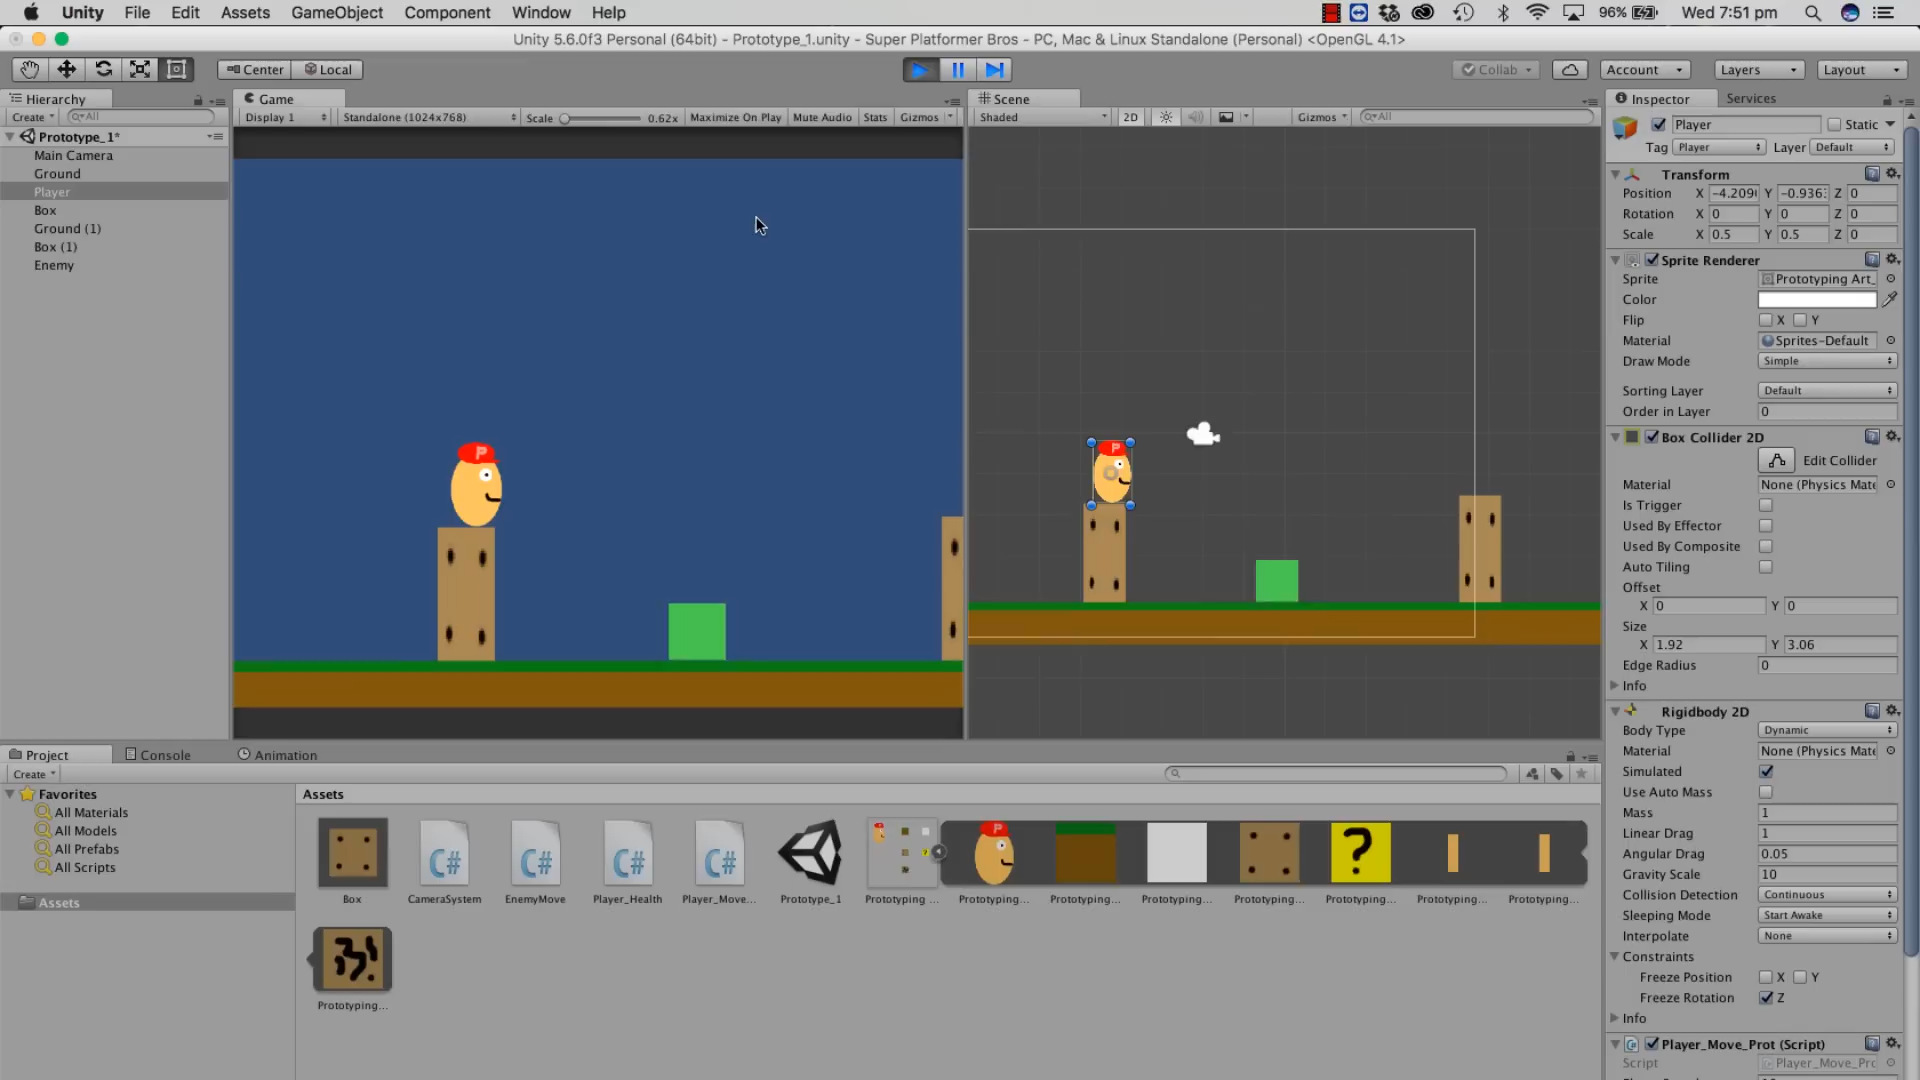 Unity File Edit Assets GameObject Component Window Help 96% Wed 7:51 pm
Unity 5.6.0f3 Personal (64bit) - Prototype_1.unity - Super Platformer Bros - PC, Mac & Linux Standalone (Personal) <OpenGL 4.1>
Center Local Collab Account Layers Layout
Hierarchy
Create All
Prototype_1*
Main Camera
Ground
Player
Box
Ground (1)
Box (1)
Enemy
Game
Display 1 Standalone (1024x768) Scale 0.62x Maximize On Play Mute Audio Stats Gizmos
P
Scene
Shaded 2D Gizmos All
P
Inspector Services
Player Static
Tag Player Layer Default
Transform
Position X -4.209 Y -0.936 Z 0
Rotation X 0 Y 0 Z 0
Scale X 0.5 Y 0.5 Z 0
Sprite Renderer
Sprite Prototyping Art_
Color
Flip X Y
Material Sprites-Default
Draw Mode Simple
Sorting Layer Default
Order in Layer 0
Box Collider 2D
Edit Collider
Material None (Physics Mate
Is Trigger
Used By Effector
Used By Composite
Auto Tiling
Offset
X 0 Y 0
Size
X 1.92 Y 3.06
Edge Radius 0
Info
Rigidbody 2D
Body Type Dynamic
Material None (Physics Mate
Simulated
Use Auto Mass
Mass 1
Linear Drag 1
Angular Drag 0.05
Gravity Scale 10
Collision Detection Continuous
Sleeping Mode Start Awake
Interpolate None
Constraints
Freeze Position X Y
Freeze Rotation Z
Info
Player_Move_Prot (Script)
Script Player_Move_Pro
Project Console Animation
Create
Favorites
All Materials
All Models
All Prefabs
All Scripts
Assets
Assets
C# C# C# C# P ?
Box CameraSystem EnemyMove Player_Health Player_Move... Prototype_1 Prototyping ... Prototyping... Prototyping... Prototyping... Prototyping... Prototyping... Prototyping... Prototyping...
Prototyping...